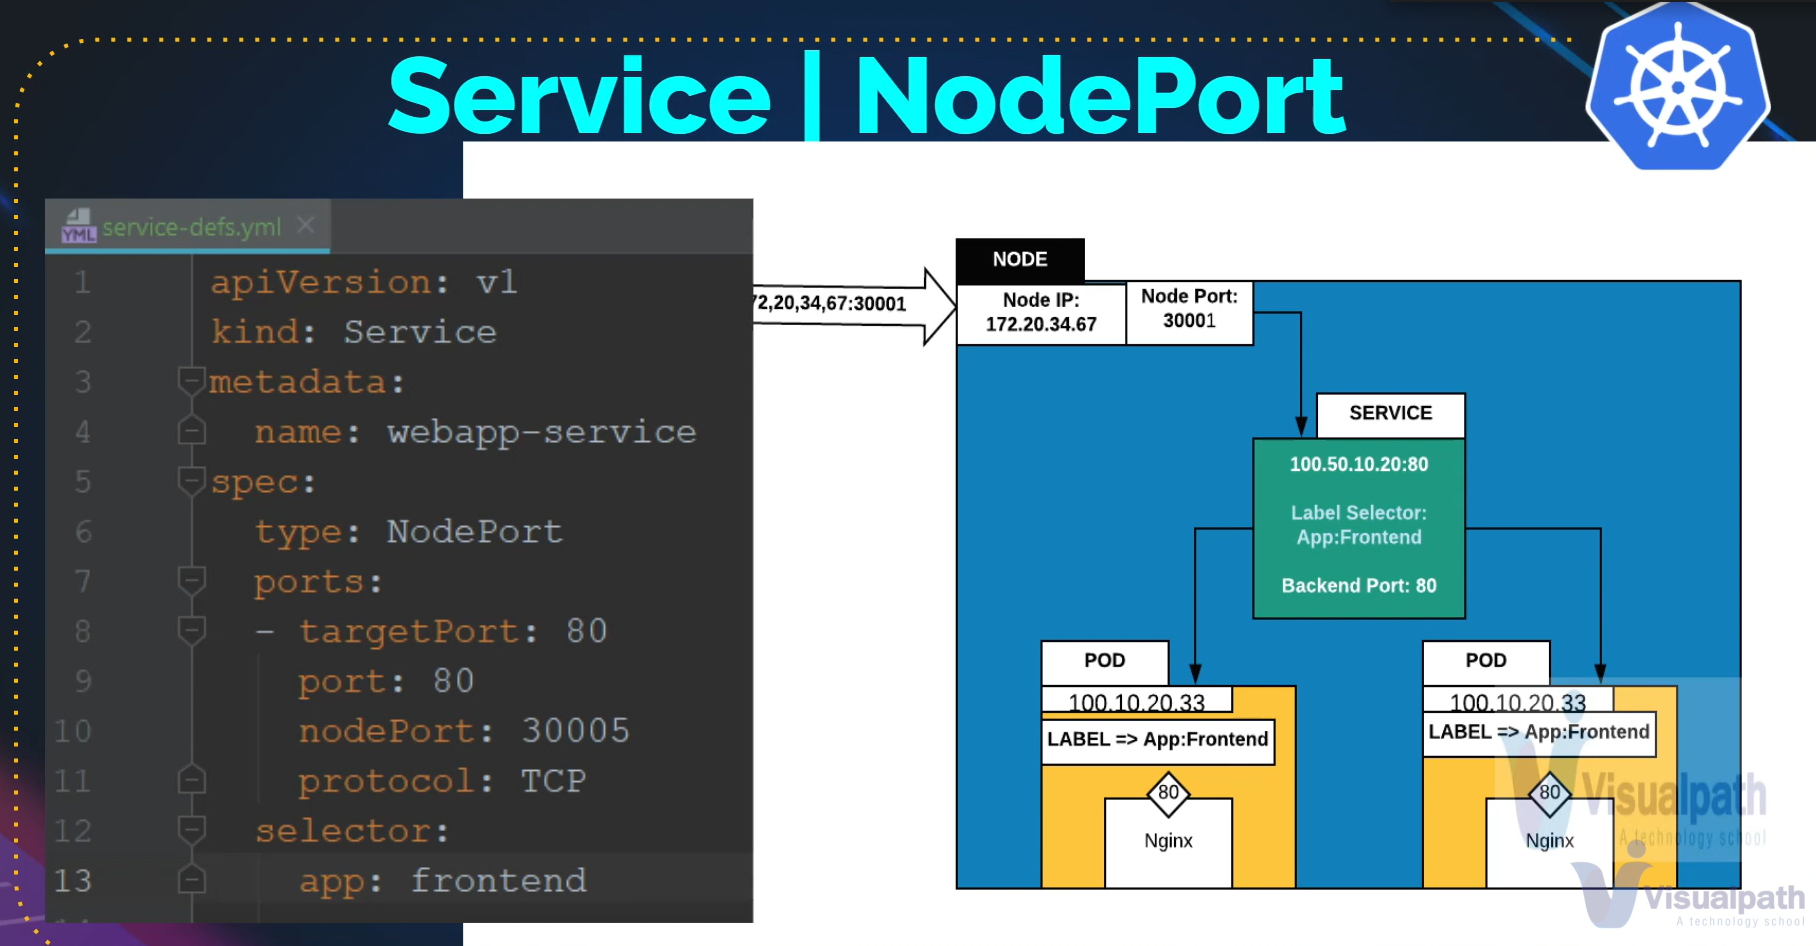 Service | NodePort
YML service-defs.yml
1 apiVersion: v1
2 kind: Service
3 metadata:
4 name: webapp-service
5 spec:
6 type: NodePort
7 ports:
8 - targetPort: 80
9 port: 80
10 nodePort: 30005
11 protocol: TCP
12 selector:
13 app: frontend
72,20,34,67:30001
NODE
Node IP:
172.20.34.67
Node Port:
30001
SERVICE
100.50.10.20:80
Label Selector:
App:Frontend
Backend Port: 80
POD
100.10.20.33
LABEL => App:Frontend
80
Nginx
POD
100.10.20.33
LABEL => App:Frontend
80
Nginx
Visualpath
A technology school
Visualpath
A technology school